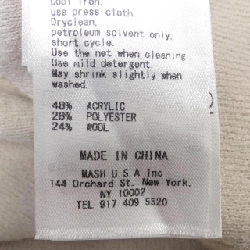 Cool iron.
use press cloth.
Dryclean,
petroleum solvent only,
short cycle.
Use the net when cleaning
Use mild detergent.
May shrink slightly when
washed.
48% ACRYLIC
28% POLYESTER
24% WOOL
MADE IN CHINA
MASH U S A Inc
144 Orchard St. New York,
NY 10002
TEL 917 409 5520